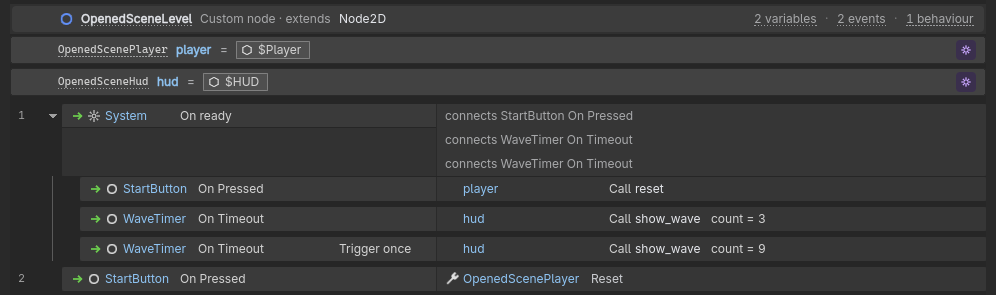 OpenedSceneLevel Custom node · extends Node2D 2 variables · 2 events · 1 behaviour
OpenedScenePlayer player = $Player
OpenedSceneHud hud = $HUD
1 System On ready connects StartButton On Pressed
connects WaveTimer On Timeout
connects WaveTimer On Timeout
StartButton On Pressed player Call reset
WaveTimer On Timeout hud Call show_wave count = 3
WaveTimer On Timeout Trigger once hud Call show_wave count = 9
2 StartButton On Pressed OpenedScenePlayer Reset